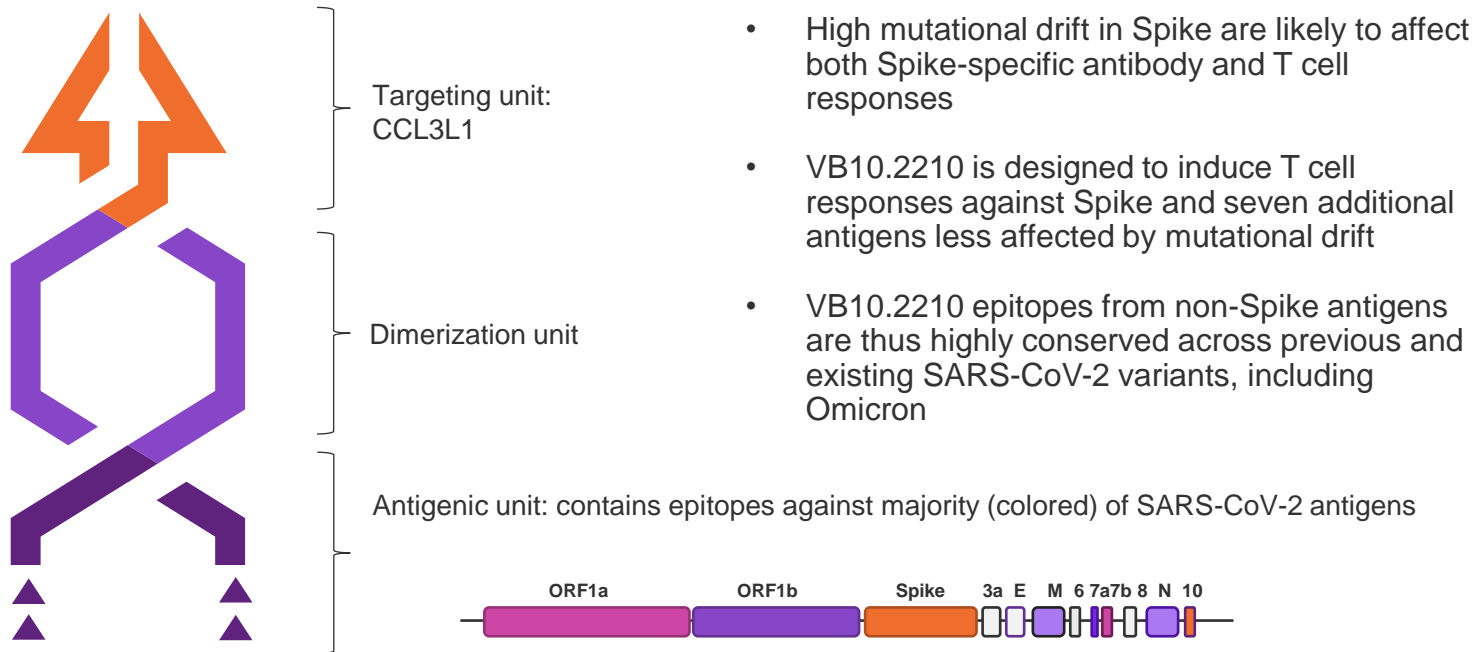 Targeting unit:
CCL3L1
Dimerization unit
• High mutational drift in Spike are likely to affect
both Spike-specific antibody and T cell
responses
• VB10.2210 is designed to induce T cell
responses against Spike and seven additional
antigens less affected by mutational drift
• VB10.2210 epitopes from non-Spike antigens
are thus highly conserved across previous and
existing SARS-CoV-2 variants, including
Omicron
Antigenic unit: contains epitopes against majority (colored) of SARS-CoV-2 antigens
ORF1a ORF1b Spike 3a E M 6 7a7b 8 N 10